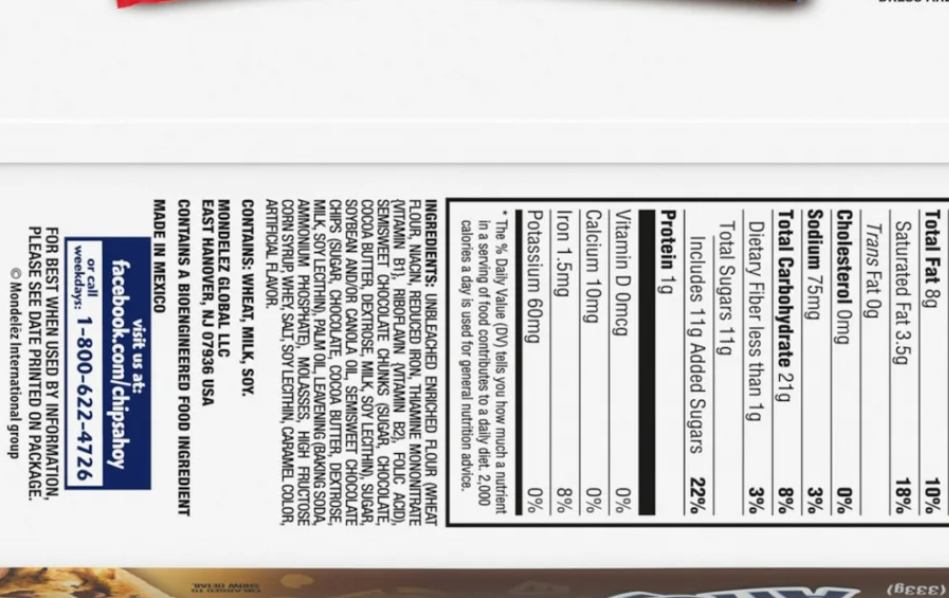 Total Fat 8g 10%
Saturated Fat 3.5g 18%
Trans Fat 0g
Cholesterol 0mg 0%
Sodium 75mg 3%
Total Carbohydrate 21g 8%
Dietary Fiber less than 1g 3%
Total Sugars 11g
Includes 11g Added Sugars 22%
Protein 1g
Vitamin D 0mcg 0%
Calcium 10mg 0%
Iron 1.5mg 8%
Potassium 60mg 0%
* The % Daily Value (DV) tells you how much a nutrient
in a serving of food contributes to a daily diet. 2,000
calories a day is used for general nutrition advice.
INGREDIENTS: UNBLEACHED ENRICHED FLOUR (WHEAT
FLOUR, NIACIN, REDUCED IRON, THIAMINE MONONITRATE
{VITAMIN B1}, RIBOFLAVIN {VITAMIN B2}, FOLIC ACID),
SEMISWEET CHOCOLATE CHUNKS (SUGAR, CHOCOLATE,
COCOA BUTTER, DEXTROSE, MILK, SOY LECITHIN), SUGAR,
SOYBEAN AND/OR CANOLA OIL, SEMISWEET CHOCOLATE
CHIPS (SUGAR, CHOCOLATE, COCOA BUTTER, DEXTROSE,
MILK, SOY LECITHIN), PALM OIL, LEAVENING (BAKING SODA,
AMMONIUM PHOSPHATE), MOLASSES, HIGH FRUCTOSE
CORN SYRUP, WHEY, SALT, SOY LECITHIN, CARAMEL COLOR,
ARTIFICIAL FLAVOR.
CONTAINS: WHEAT, MILK, SOY.
MONDELĒZ GLOBAL LLC
EAST HANOVER, NJ 07936 USA
CONTAINS A BIOENGINEERED FOOD INGREDIENT
MADE IN MEXICO
visit us at:
facebook.com/chipsahoy
or call
weekdays: 1-800-622-4726
FOR BEST WHEN USED BY INFORMATION,
PLEASE SEE DATE PRINTED ON PACKAGE.
© Mondelēz International group
ENLARGED TO
SHOW DETAIL
(333g)